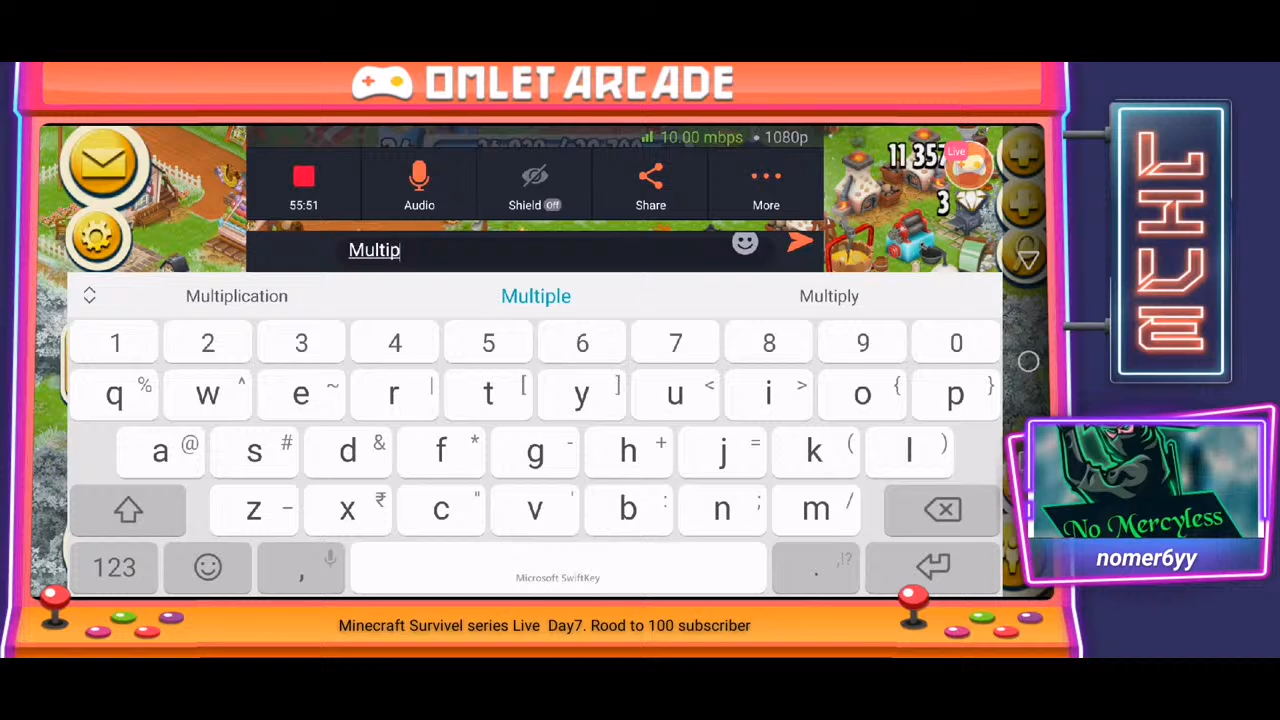 OMLET ARCADE
10.00 mbps • 1080p
11 357
Live
3
55:51
Audio
Shield Off
Share
More
Multip
Multiplication Multiple Multiply
1 2 3 4 5 6 7 8 9 0
q % w ^ e ~ r | t [ y ] u < i > o { p }
a @ s # d & f * g - h + j = k ( l )
z _ x ₹ c " v ' b : n ; m /
123 , . ,!?
Microsoft SwiftKey
No Mercyless
nomer6yy
Minecraft Survivel series Live Day7. Rood to 100 subscriber